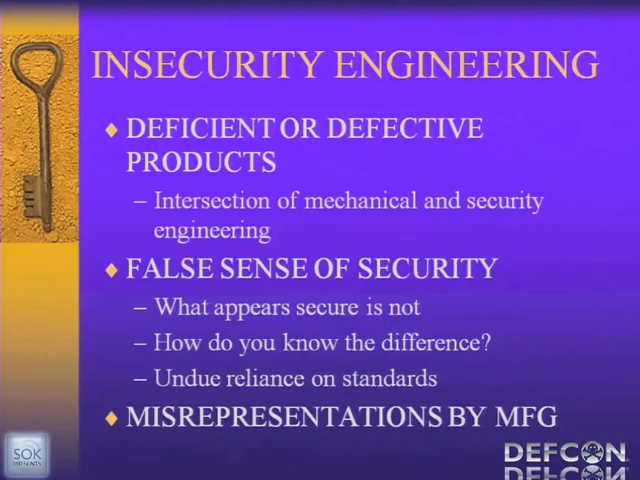 INSECURITY ENGINEERING
♦ DEFICIENT OR DEFECTIVE
PRODUCTS
– Intersection of mechanical and security
engineering
♦ FALSE SENSE OF SECURITY
– What appears secure is not
– How do you know the difference?
– Undue reliance on standards
♦ MISREPRESENTATIONS BY MFG
SOK
PRESENTS
DEFCON